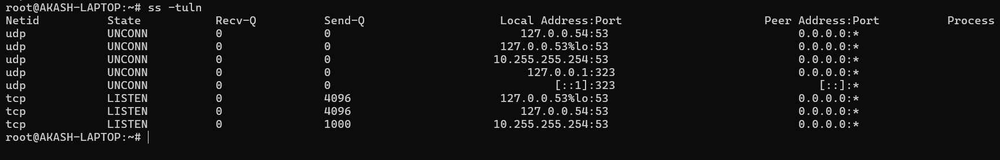 root@AKASH-LAPTOP:~# ss -tuln
Netid State Recv-Q Send-Q Local Address:Port Peer Address:Port Process
udp UNCONN 0 0 127.0.0.54:53 0.0.0.0:*
udp UNCONN 0 0 127.0.0.53%lo:53 0.0.0.0:*
udp UNCONN 0 0 10.255.255.254:53 0.0.0.0:*
udp UNCONN 0 0 127.0.0.1:323 0.0.0.0:*
udp UNCONN 0 0 [::1]:323 [::]:*
tcp LISTEN 0 4096 127.0.0.53%lo:53 0.0.0.0:*
tcp LISTEN 0 4096 127.0.0.54:53 0.0.0.0:*
tcp LISTEN 0 1000 10.255.255.254:53 0.0.0.0:*
root@AKASH-LAPTOP:~#